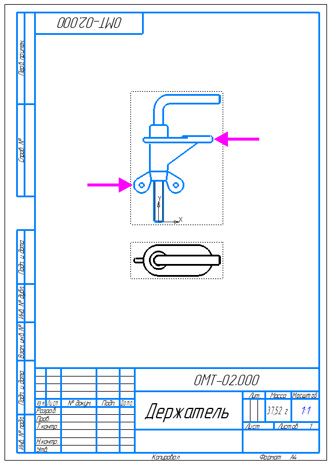 ОМТ-02.000
Перв. примен.
Справ. №
Подп. и дата
Инв. № дубл.
Взам. инв. №
Подп. и дата
Инв. № подл.
Y
X
ОМТ-02.000
Изм. Лист № докум. Подп. Дата
Разраб.
Пров.
Т.контр.
Н.контр.
Утв.
Держатель
Лит. Масса Масштаб
37.52 г 1:1
Лист Листов 1
Копировал Формат А4